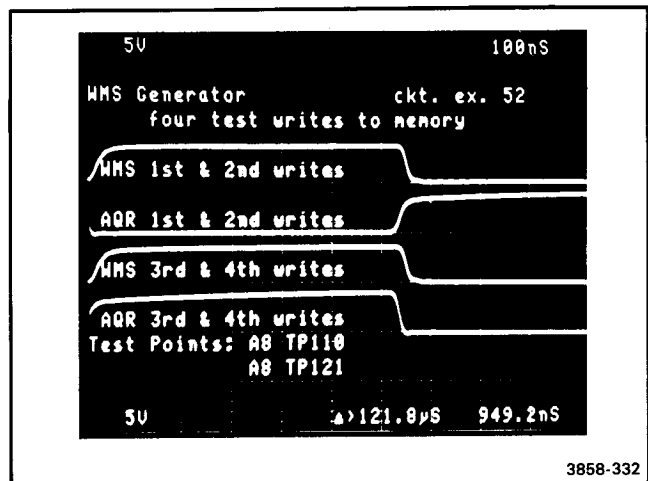 5V 100nS
WMS Generator ckt. ex. 52
four test writes to memory
WMS 1st & 2nd writes
AQR 1st & 2nd writes
WMS 3rd & 4th writes
AQR 3rd & 4th writes
Test Points: A8 TP110
A8 TP121
5V Δ>121.8µS 949.2nS
3858-332